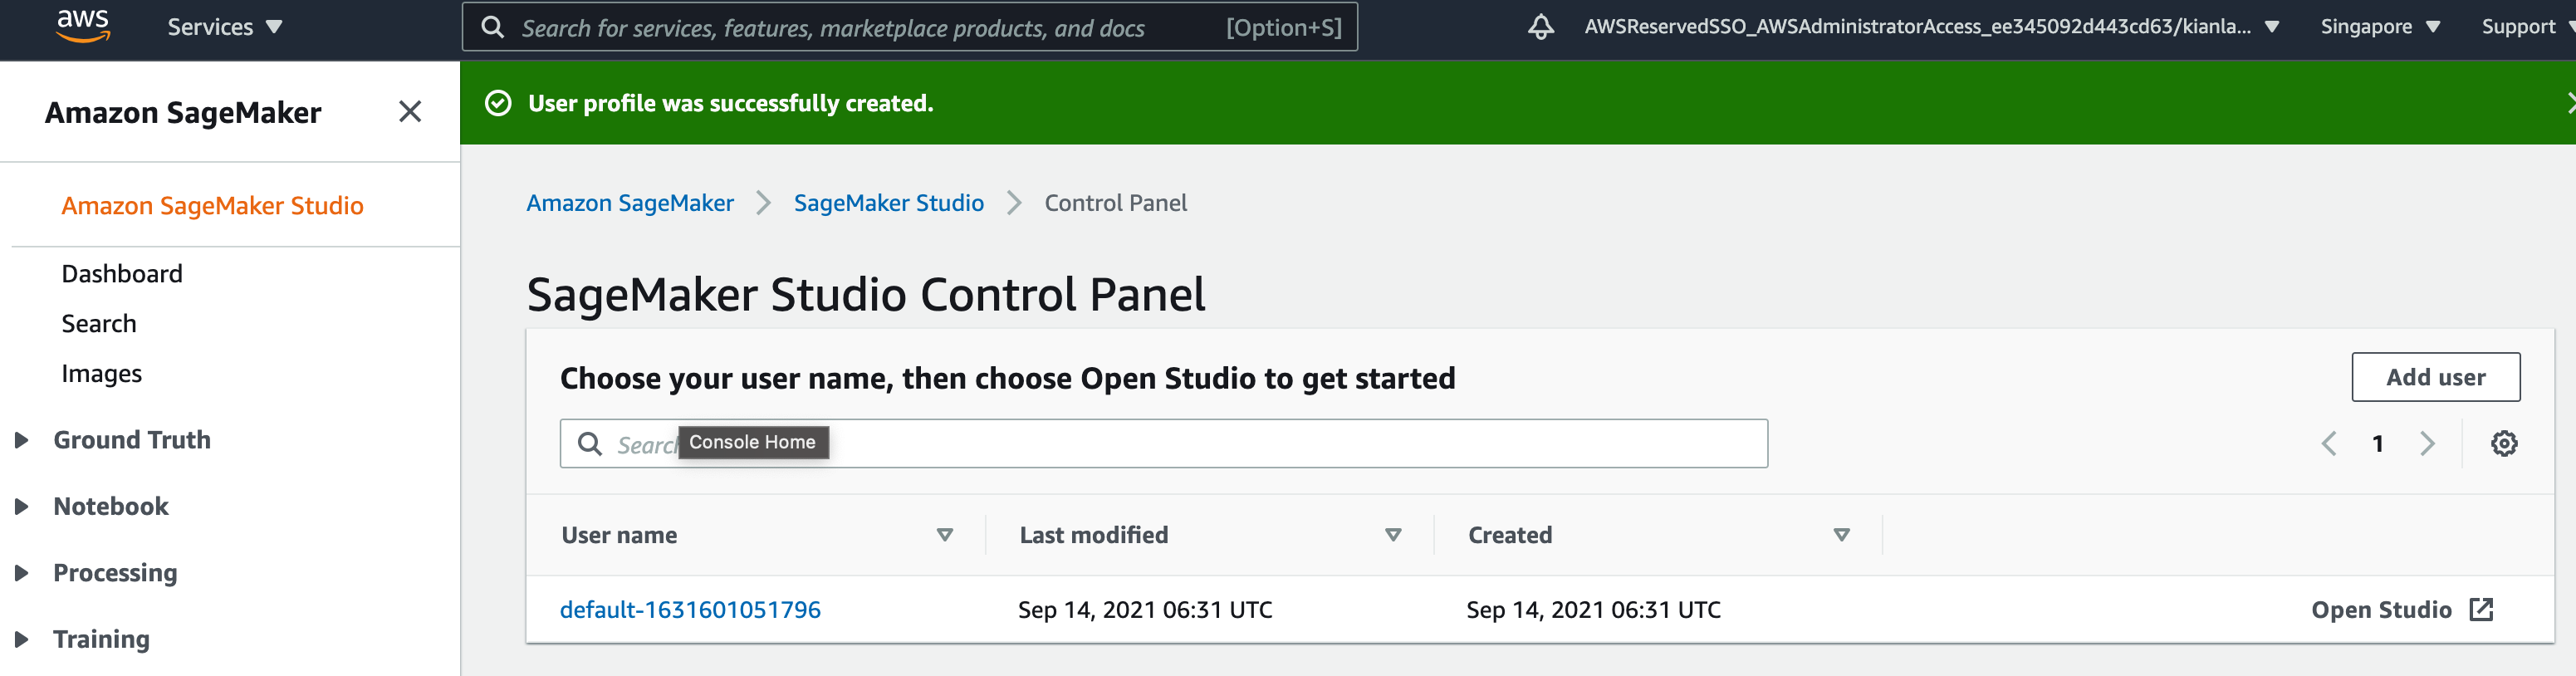 aws Services Search for services, features, marketplace products, and docs [Option+S] AWSReservedSSO_AWSAdministratorAccess_ee345092d443cd63/kianla... Singapore Support
Amazon SageMaker
User profile was successfully created.
Amazon SageMaker Studio
Dashboard
Search
Images
Ground Truth
Notebook
Processing
Training
Amazon SageMaker SageMaker Studio Control Panel
SageMaker Studio Control Panel
Choose your user name, then choose Open Studio to get started
Add user
Search Console Home
1
User name Last modified Created
default-1631601051796 Sep 14, 2021 06:31 UTC Sep 14, 2021 06:31 UTC Open Studio